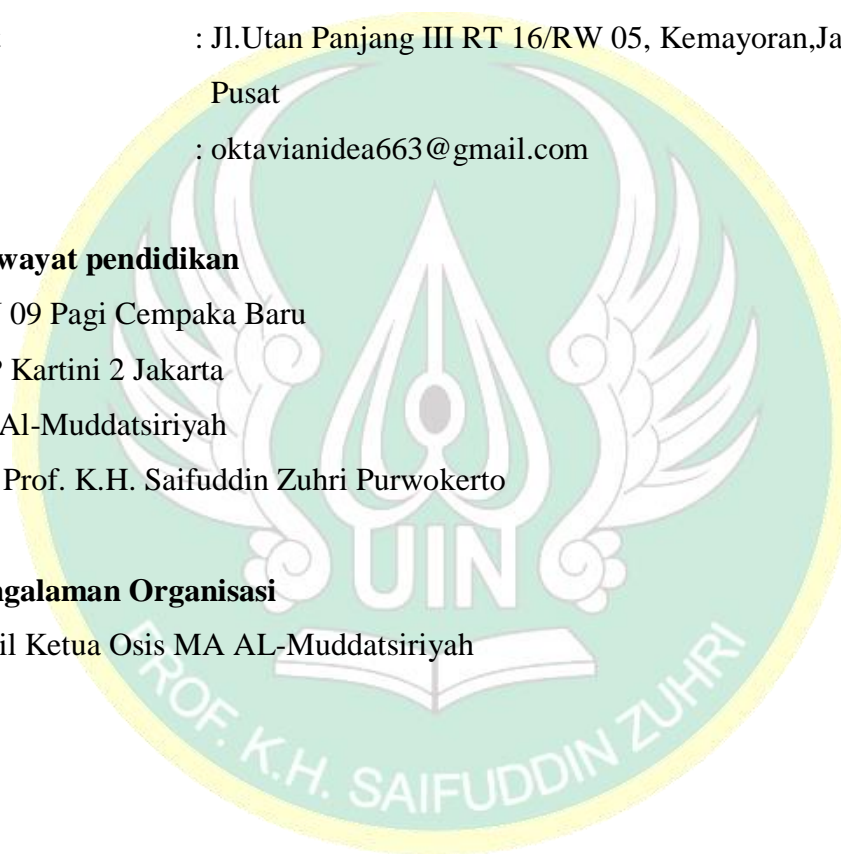 : Jl.Utan Panjang III RT 16/RW 05, Kemayoran,Ja
Pusat
: oktavianidea663@gmail.com
wayat pendidikan
09 Pagi Cempaka Baru
Kartini 2 Jakarta
Al-Muddatsiriyah
Prof. K.H. Saifuddin Zuhri Purwokerto
UIN
ngalaman Organisasi
il Ketua Osis MA AL-Muddatsiriyah
PROF. K.H. SAIFUDDIN ZUHRI